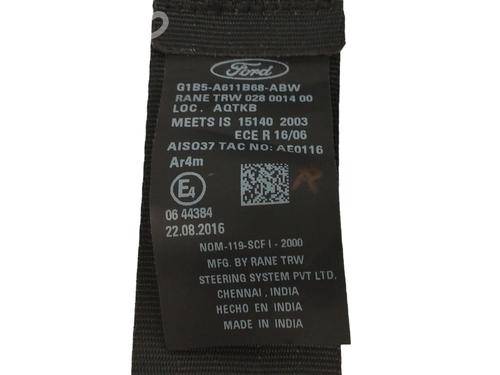 Ford
G1B5-A611B68-ABW
RANE TRW 028 0014 00
LOC. AQTKB
MEETS IS 15140 2003
ECE R 16/06
AISO37 TAC NO: AE0116
Ar4m
E4
R
06 44384
22.08.2016
NOM-119-SCF I - 2000
MFG. BY RANE TRW
STEERING SYSTEM PVT LTD.
CHENNAI, INDIA
HECHO EN INDIA
MADE IN INDIA